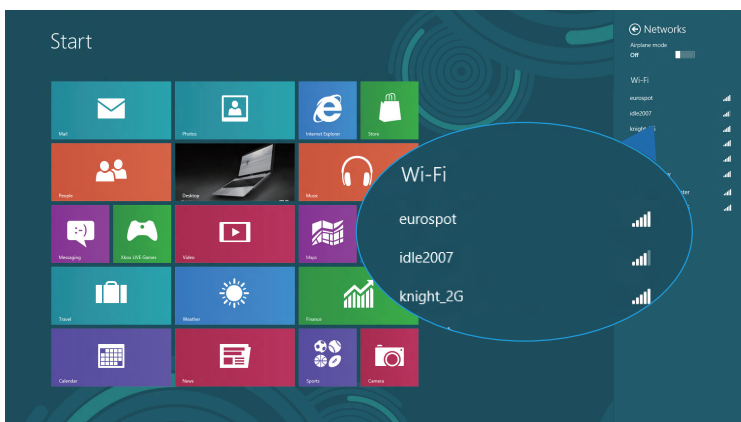 Start
Networks
Airplane mode
Off
Wi-Fi
eurospot
idle2007
Mail
Photos
Internet Explorer
Store
People
Desktop
Music
Messaging
Xbox LIVE Games
Video
Maps
Travel
Weather
Finance
Calendar
News
Sports
Camera
Wi-Fi
eurospot
idle2007
knight_2G